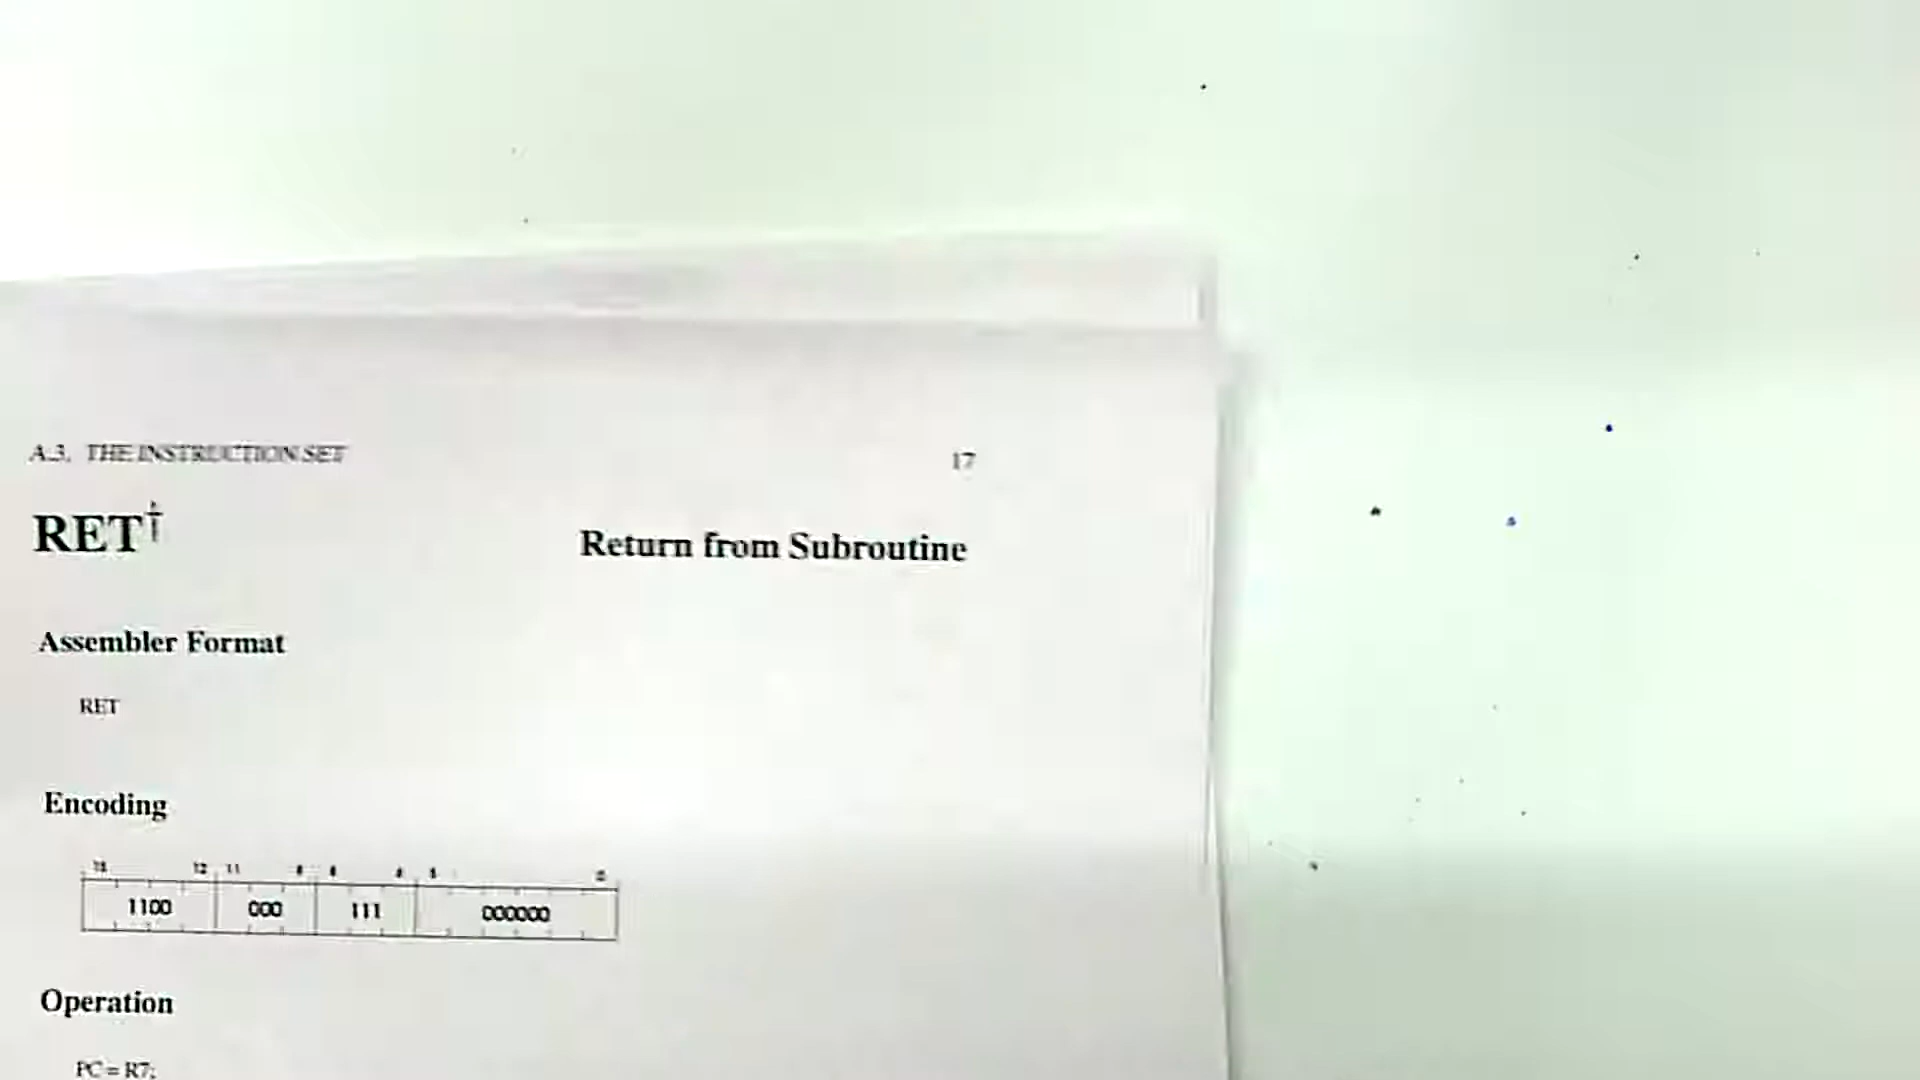 A.3. THE INSTRUCTION SET 17
RET† Return from Subroutine
Assembler Format
RET
Encoding
15 12 11 9 8 6 5 0
1100 000 111 000000
Operation
PC = R7;